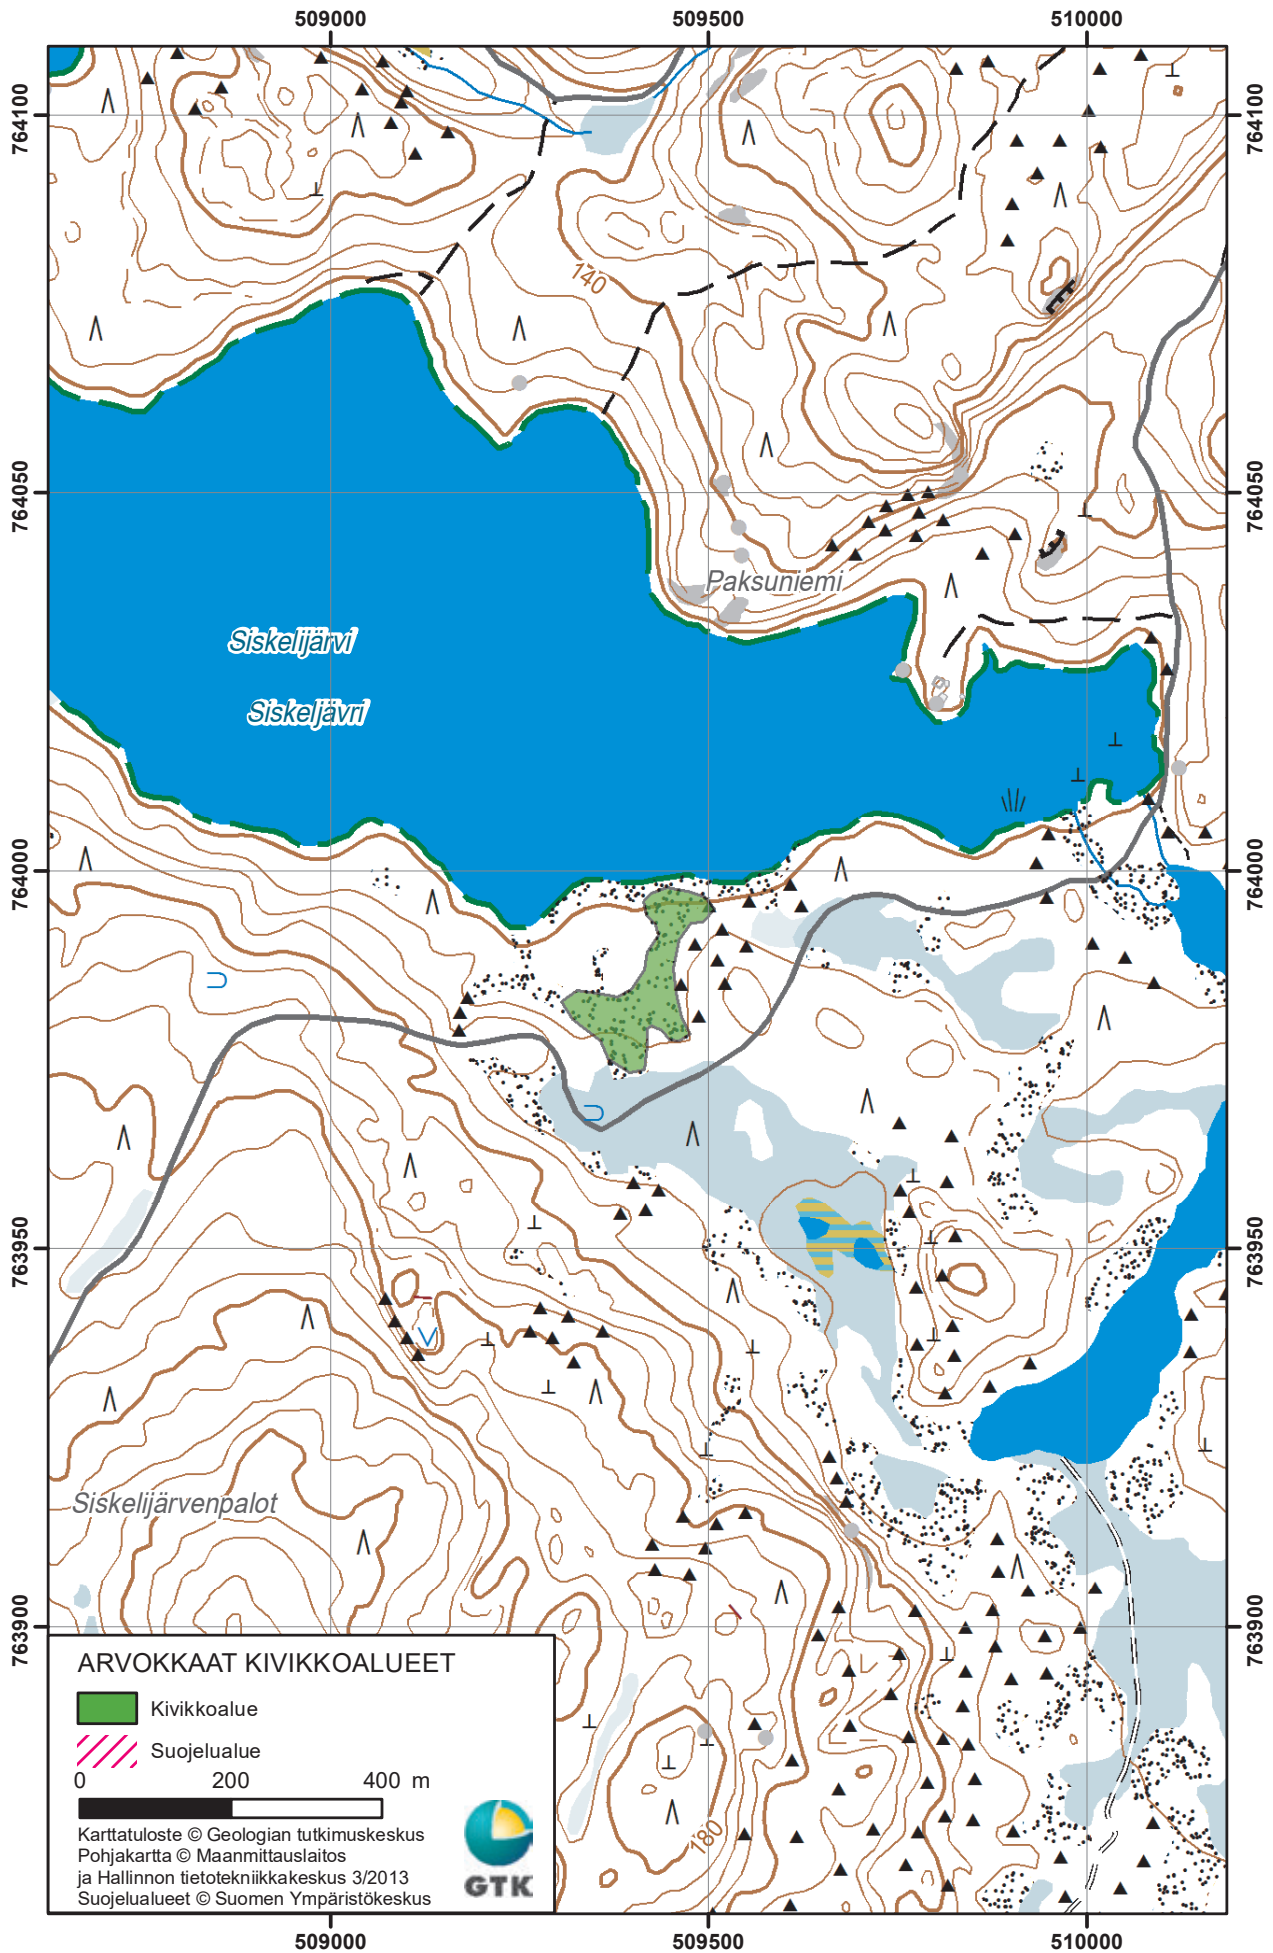 509000 509500 510000
764100 764100
140
764050 764050
Paksuniemi
Siskelijärvi
Siskeljävri
764000 764000
763950 763950
Siskelijärvenpalot
763900 763900
ARVOKKAAT KIVIKKOALUEET
Kivikkoalue
Suojelualue
0 200 400 m
Karttatuloste © Geologian tutkimuskeskus
Pohjakartta © Maanmittauslaitos
ja Hallinnon tietotekniikkakeskus 3/2013
Suojelualueet © Suomen Ympäristökeskus
GTK
180
509000 509500 510000